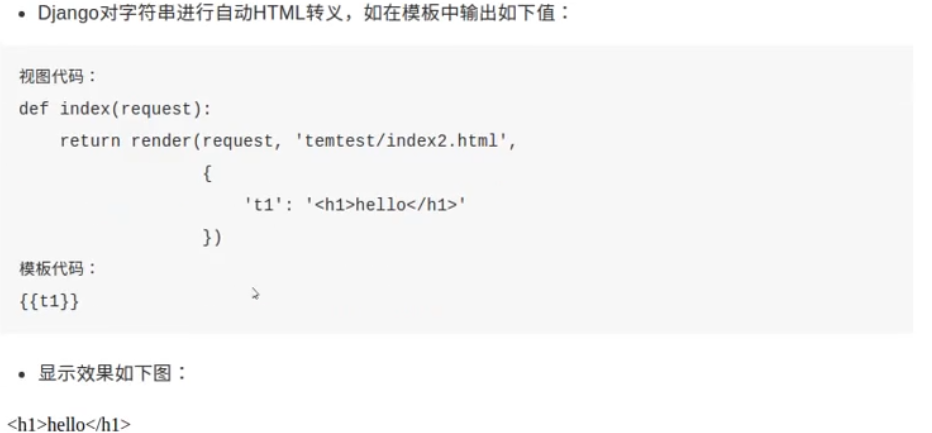 • Django对字符串进行自动HTML转义，如在模板中输出如下值：
视图代码：
def index(request):
    return render(request, 'temtest/index2.html',
                  {
                      't1': '<h1>hello</h1>'
                  })
模板代码：
{{t1}}
• 显示效果如下图：
<h1>hello</h1>